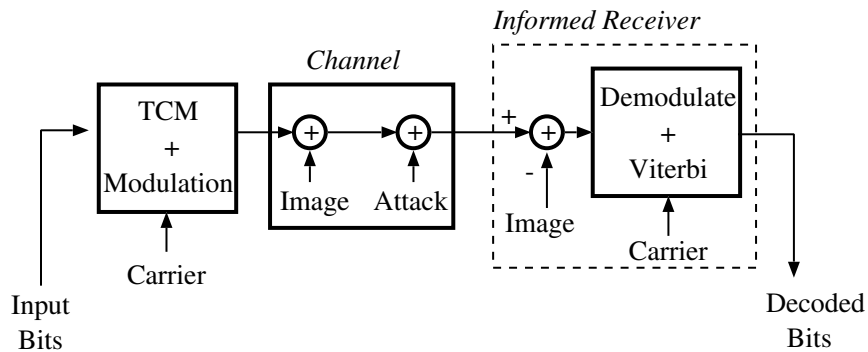 Informed Receiver
Channel
TCM
+
Modulation
+
+
+
-
+
Demodulate
+
Viterbi
Image
Attack
Image
Carrier
Carrier
Input
Bits
Decoded
Bits